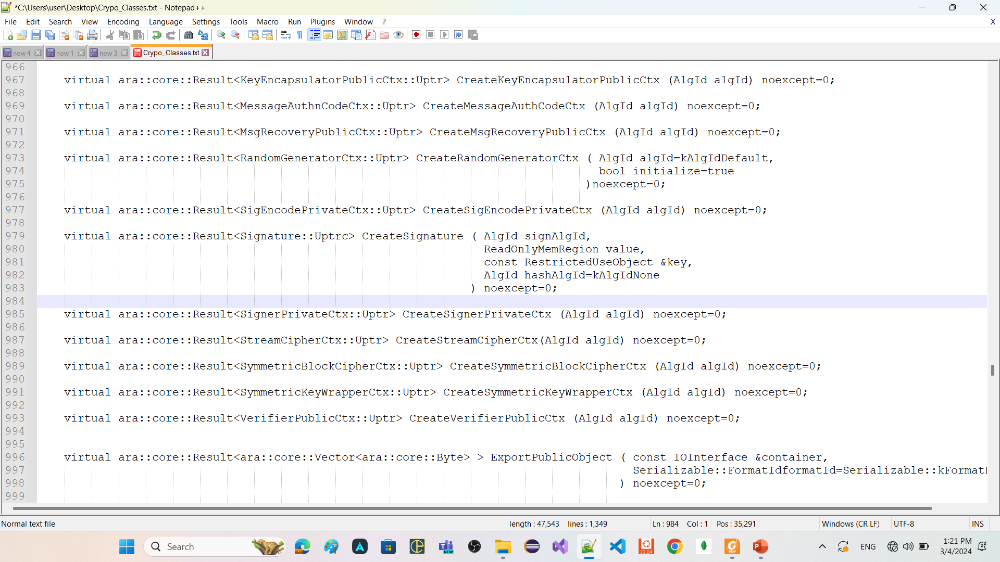 *C:\Users\user\Desktop\Crypo_Classes.txt - Notepad++
File Edit Search View Encoding Language Settings Tools Macro Run Plugins Window ? X
new 4 new 1 new 3 Crypo_Classes.txt
966
967 virtual ara::core::Result<KeyEncapsulatorPublicCtx::Uptr> CreateKeyEncapsulatorPublicCtx (AlgId algId) noexcept=0;
968
969 virtual ara::core::Result<MessageAuthnCodeCtx::Uptr> CreateMessageAuthCodeCtx (AlgId algId) noexcept=0;
970
971 virtual ara::core::Result<MsgRecoveryPublicCtx::Uptr> CreateMsgRecoveryPublicCtx (AlgId algId) noexcept=0;
972
973 virtual ara::core::Result<RandomGeneratorCtx::Uptr> CreateRandomGeneratorCtx ( AlgId algId=kAlgIdDefault,
974 bool initialize=true
975 )noexcept=0;
976
977 virtual ara::core::Result<SigEncodePrivateCtx::Uptr> CreateSigEncodePrivateCtx (AlgId algId) noexcept=0;
978
979 virtual ara::core::Result<Signature::Uptrc> CreateSignature ( AlgId signAlgId,
980 ReadOnlyMemRegion value,
981 const RestrictedUseObject &key,
982 AlgId hashAlgId=kAlgIdNone
983 ) noexcept=0;
984
985 virtual ara::core::Result<SignerPrivateCtx::Uptr> CreateSignerPrivateCtx (AlgId algId) noexcept=0;
986
987 virtual ara::core::Result<StreamCipherCtx::Uptr> CreateStreamCipherCtx(AlgId algId) noexcept=0;
988
989 virtual ara::core::Result<SymmetricBlockCipherCtx::Uptr> CreateSymmetricBlockCipherCtx (AlgId algId) noexcept=0;
990
991 virtual ara::core::Result<SymmetricKeyWrapperCtx::Uptr> CreateSymmetricKeyWrapperCtx (AlgId algId) noexcept=0;
992
993 virtual ara::core::Result<VerifierPublicCtx::Uptr> CreateVerifierPublicCtx (AlgId algId) noexcept=0;
994
995
996 virtual ara::core::Result<ara::core::Vector<ara::core::Byte> > ExportPublicObject ( const IOInterface &container,
997 Serializable::FormatIdformatId=Serializable::kFormat
998 ) noexcept=0;
999
Normal text file length : 47,543 lines : 1,349 Ln : 984 Col : 1 Pos : 35,291 Windows (CR LF) UTF-8 INS
Search NEW 22.04 PDF ENG 1:21 PM
3/4/2024